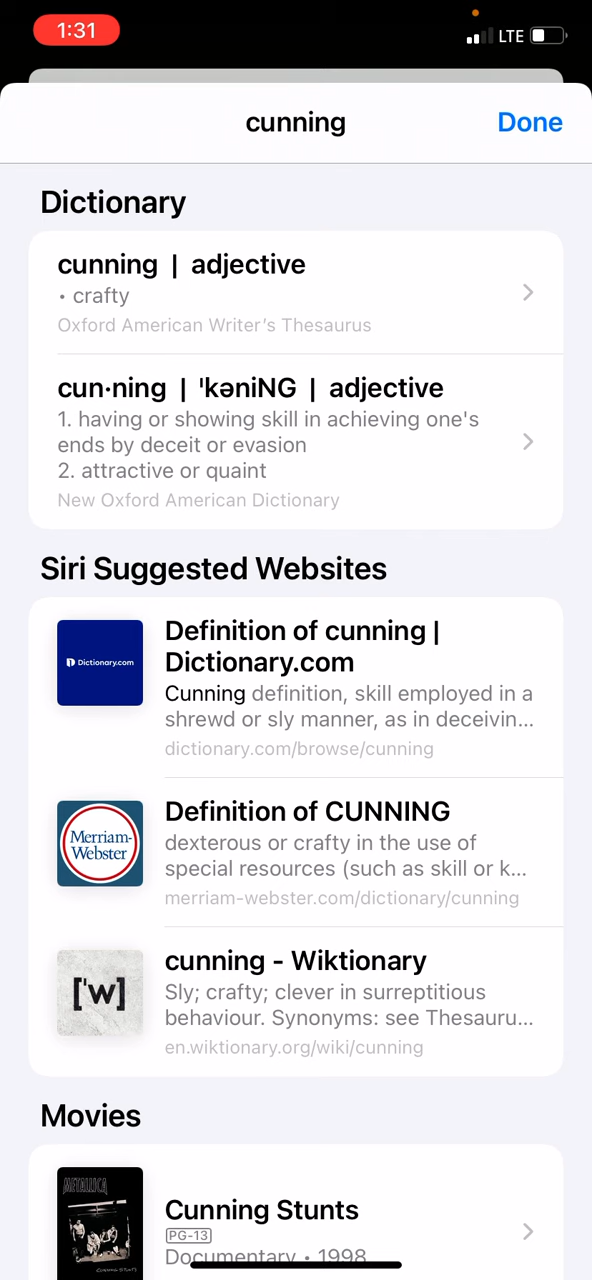 1:31
LTE
cunning
Done
Dictionary
cunning | adjective
• crafty
Oxford American Writer's Thesaurus
cun·ning | ˈkəniNG | adjective
1. having or showing skill in achieving one's
ends by deceit or evasion
2. attractive or quaint
New Oxford American Dictionary
Siri Suggested Websites
Dictionary.com
Definition of cunning |
Dictionary.com
Cunning definition, skill employed in a
shrewd or sly manner, as in deceivin...
dictionary.com/browse/cunning
Merriam-
Webster
Definition of CUNNING
dexterous or crafty in the use of
special resources (such as skill or k...
merriam-webster.com/dictionary/cunning
['w]
cunning - Wiktionary
Sly; crafty; clever in surreptitious
behaviour. Synonyms: see Thesauru...
en.wiktionary.org/wiki/cunning
Movies
METALLICA
CUNNING STUNTS
Cunning Stunts
PG-13
Documentary • 1998